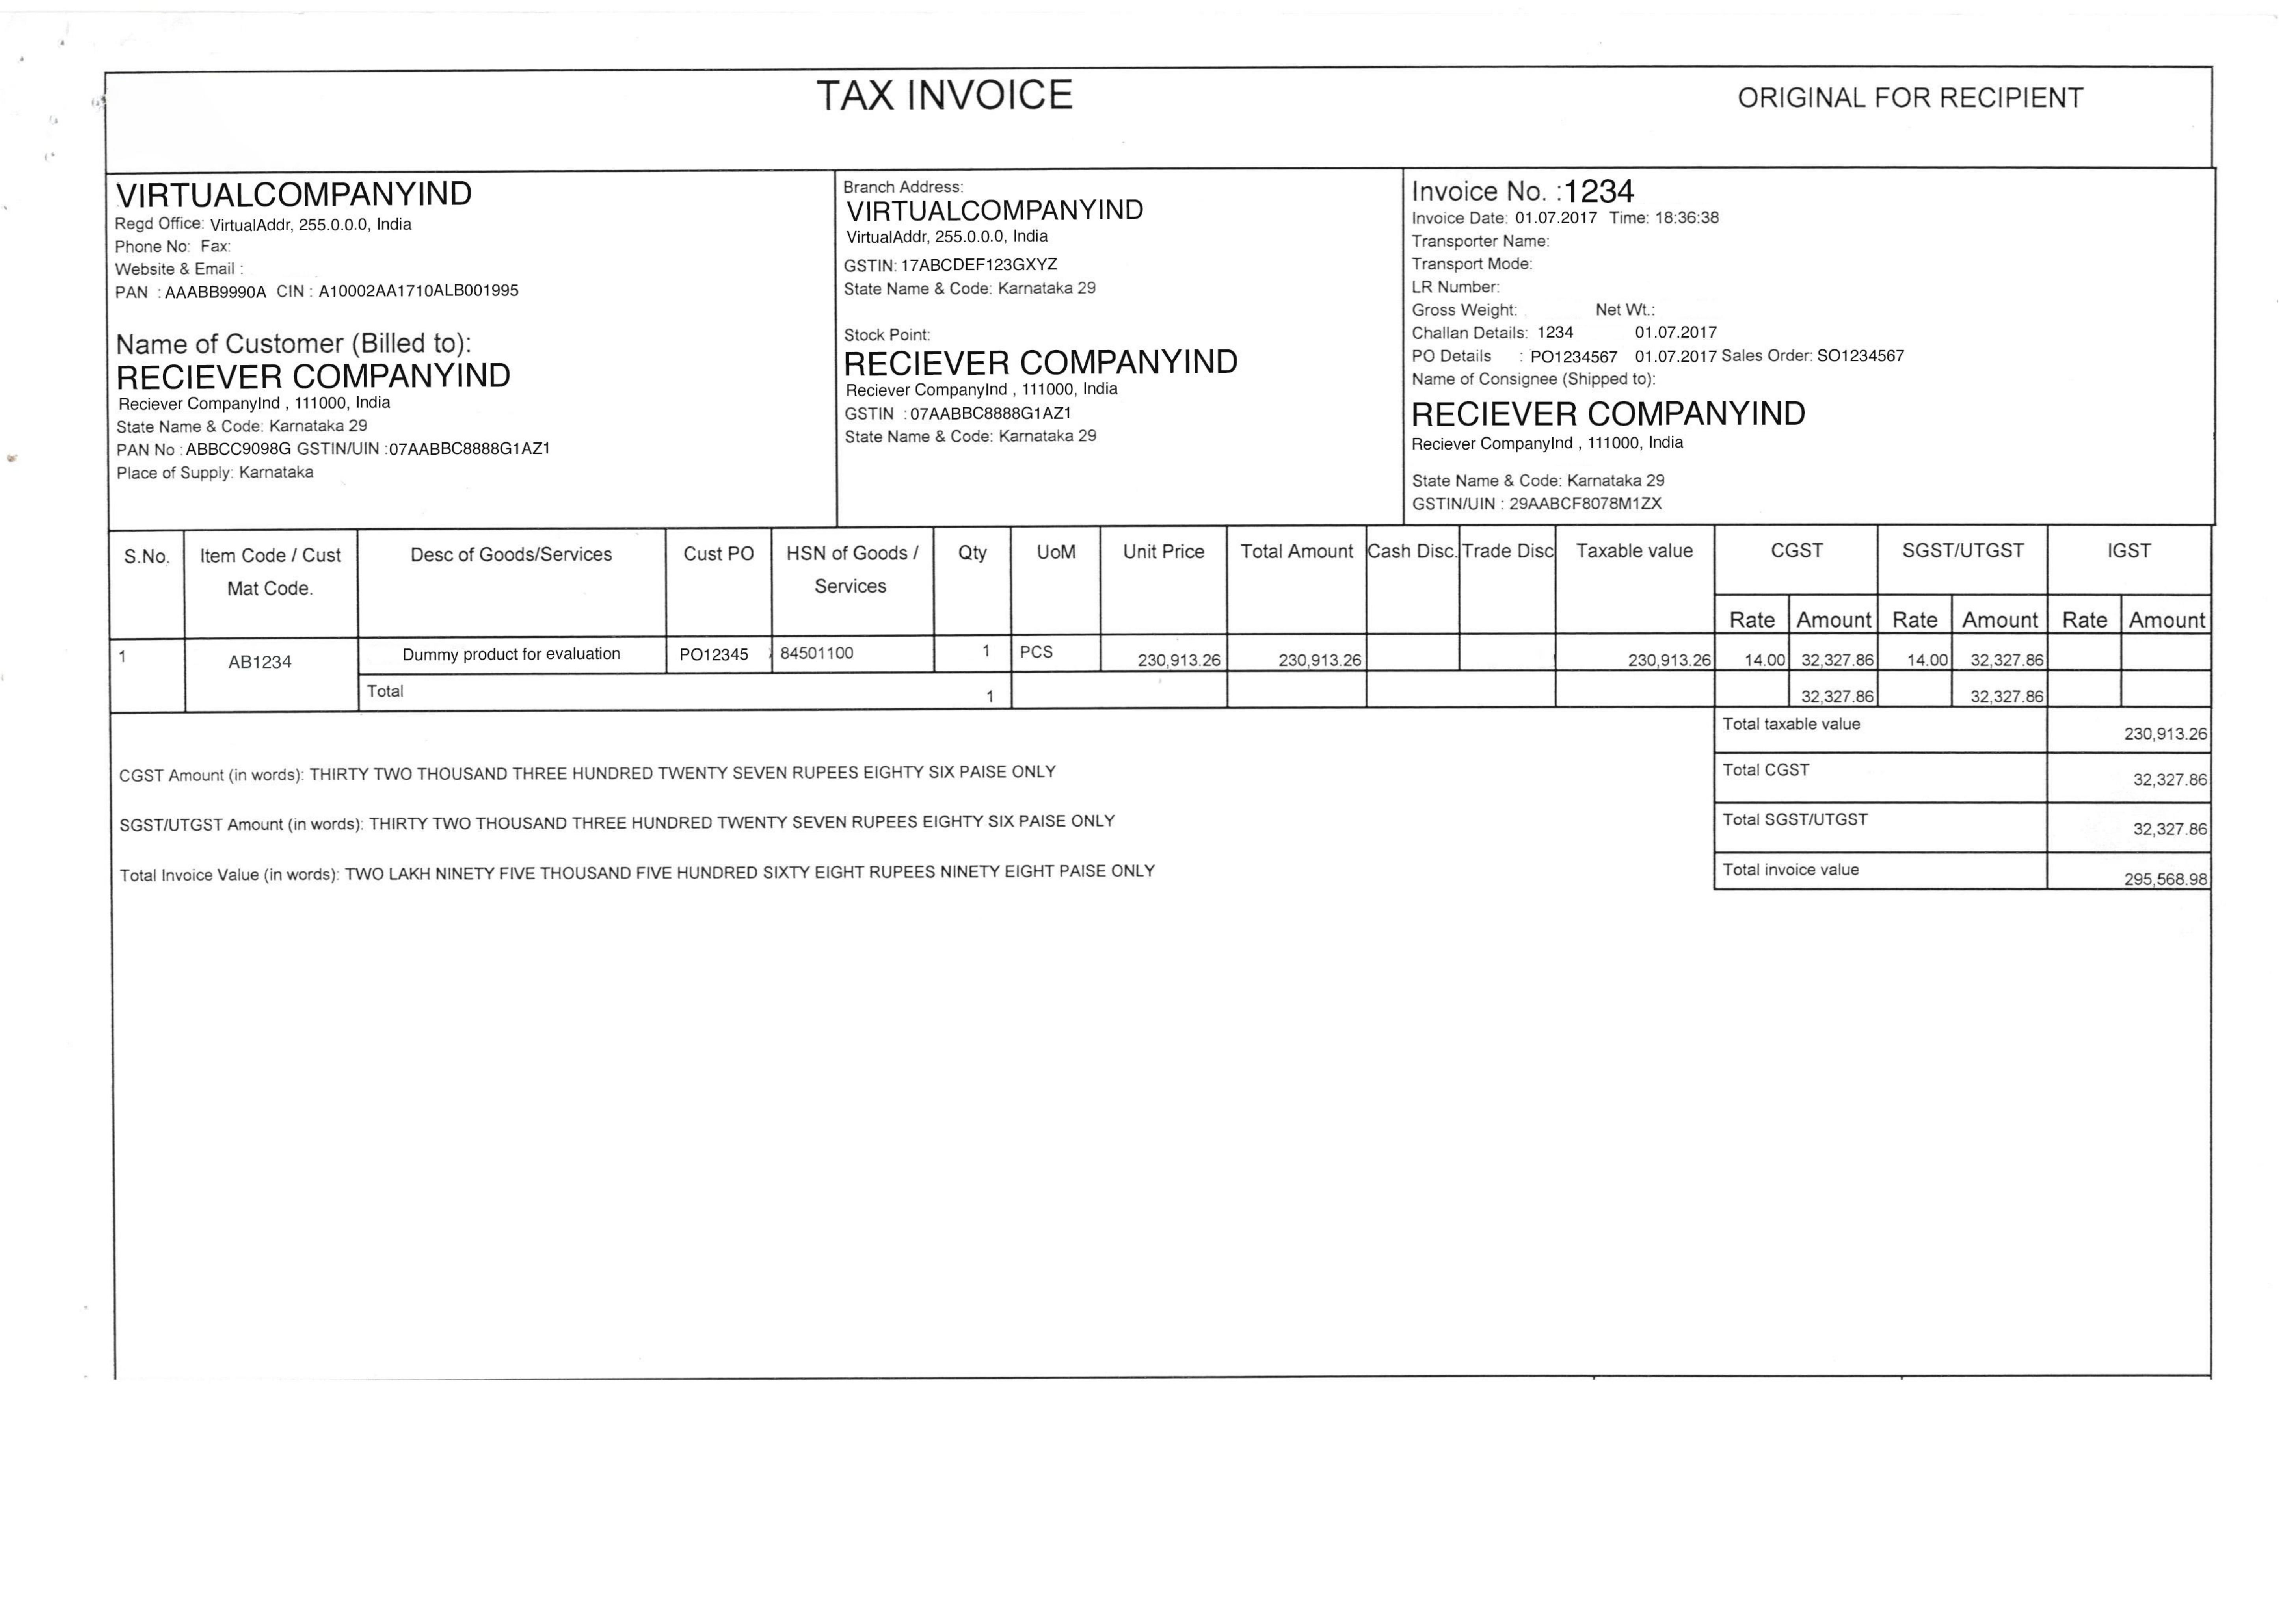 TAX INVOICE
ORIGINAL FOR RECIPIENT
VIRTUALCOMPANYIND
Regd Office: VirtualAddr, 255.0.0.0, India
Phone No: Fax:
Website & Email :
PAN : AAABB9990A CIN : A10002AA1710ALB001995
Name of Customer (Billed to):
RECIEVER COMPANYIND
Reciever CompanyInd , 111000, India
State Name & Code: Karnataka 29
PAN No : ABBCC9098G GSTIN/UIN :07AABBC8888G1AZ1
Place of Supply: Karnataka
Branch Address:
VIRTUALCOMPANYIND
VirtualAddr, 255.0.0.0, India
GSTIN: 17ABCDEF123GXYZ
State Name & Code: Karnataka 29
Stock Point:
RECIEVER COMPANYIND
Reciever CompanyInd , 111000, India
GSTIN : 07AABBC8888G1AZ1
State Name & Code: Karnataka 29
Invoice No. :1234
Invoice Date: 01.07.2017 Time: 18:36:38
Transporter Name:
Transport Mode:
LR Number:
Gross Weight: Net Wt.:
Challan Details: 1234 01.07.2017
PO Details : PO1234567 01.07.2017 Sales Order: SO1234567
Name of Consignee (Shipped to):
RECIEVER COMPANYIND
Reciever CompanyInd , 111000, India
State Name & Code: Karnataka 29
GSTIN/UIN : 29AABCF8078M1ZX
S.No. Item Code / Cust Desc of Goods/Services Cust PO HSN of Goods / Qty UoM Unit Price Total Amount Cash Disc. Trade Disc Taxable value CGST SGST/UTGST IGST
Mat Code. Services
Rate Amount Rate Amount Rate Amount
1 AB1234 Dummy product for evaluation PO12345 84501100 1 PCS 230,913.26 230,913.26 230,913.26 14.00 32,327.86 14.00 32,327.86
Total 1 32,327.86 32,327.86
Total taxable value 230,913.26
CGST Amount (in words): THIRTY TWO THOUSAND THREE HUNDRED TWENTY SEVEN RUPEES EIGHTY SIX PAISE ONLY
Total CGST 32,327.86
SGST/UTGST Amount (in words): THIRTY TWO THOUSAND THREE HUNDRED TWENTY SEVEN RUPEES EIGHTY SIX PAISE ONLY
Total SGST/UTGST 32,327.86
Total Invoice Value (in words): TWO LAKH NINETY FIVE THOUSAND FIVE HUNDRED SIXTY EIGHT RUPEES NINETY EIGHT PAISE ONLY
Total invoice value 295,568.98